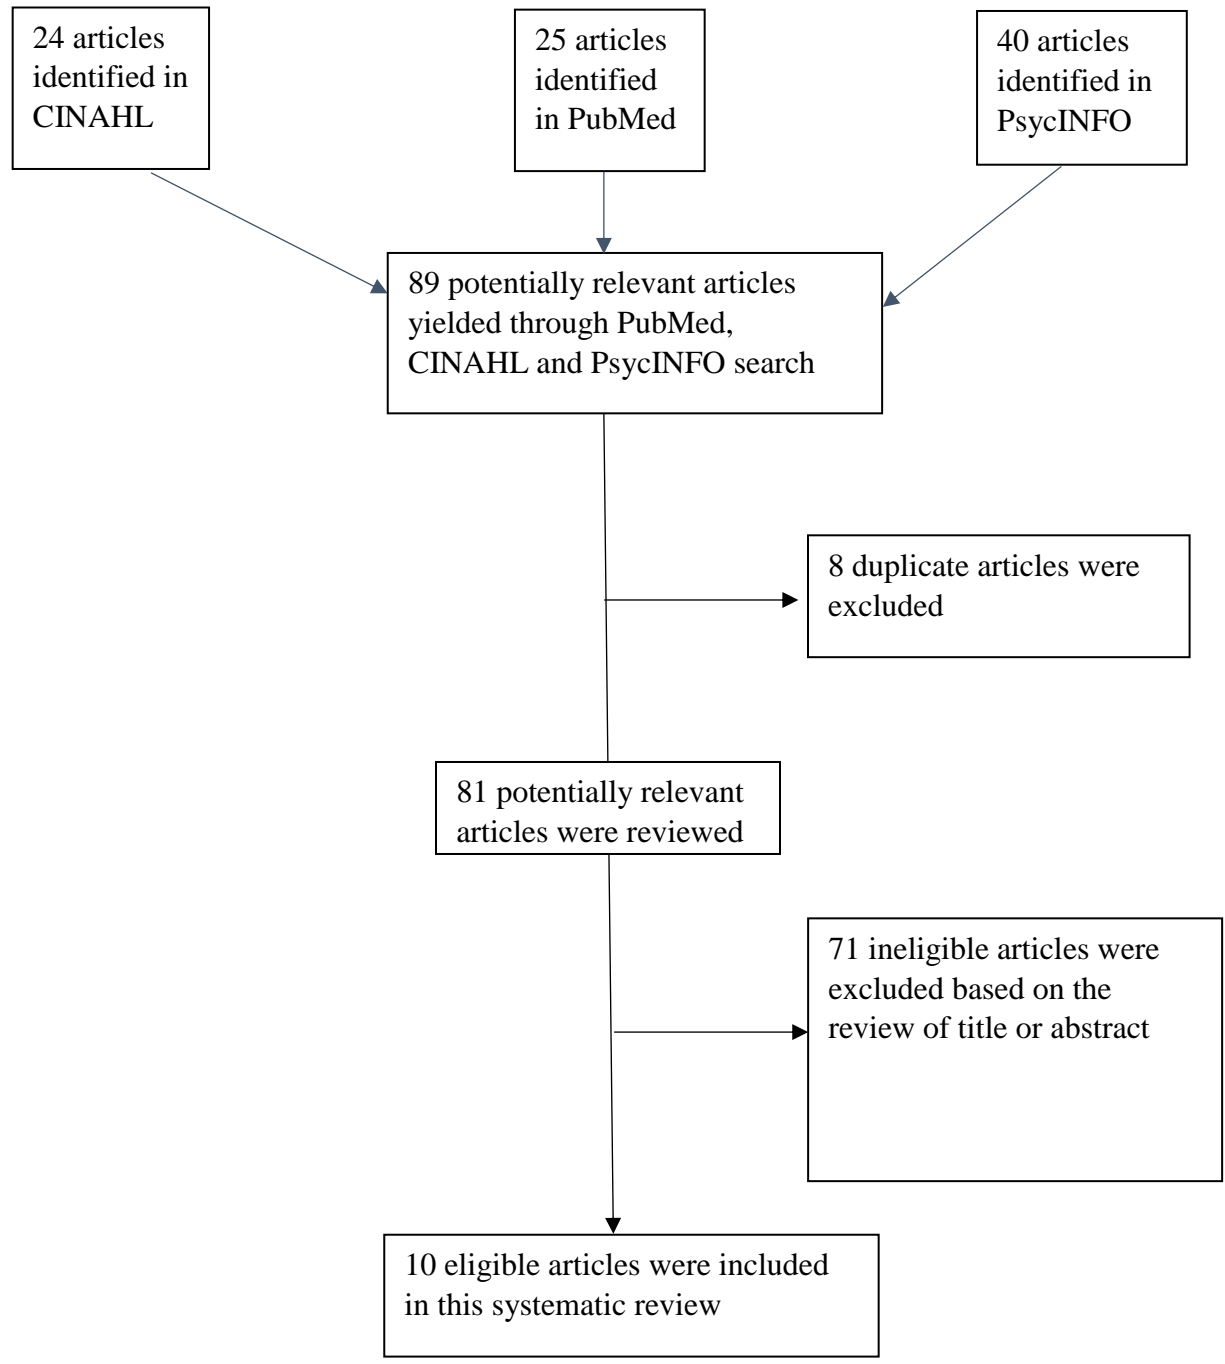 24 articles
identified in
CINAHL
25 articles
identified
in PubMed
40 articles
identified in
PsycINFO
89 potentially relevant articles
yielded through PubMed,
CINAHL and PsycINFO search
8 duplicate articles were
excluded
81 potentially relevant
articles were reviewed
71 ineligible articles were
excluded based on the
review of title or abstract
10 eligible articles were included
in this systematic review